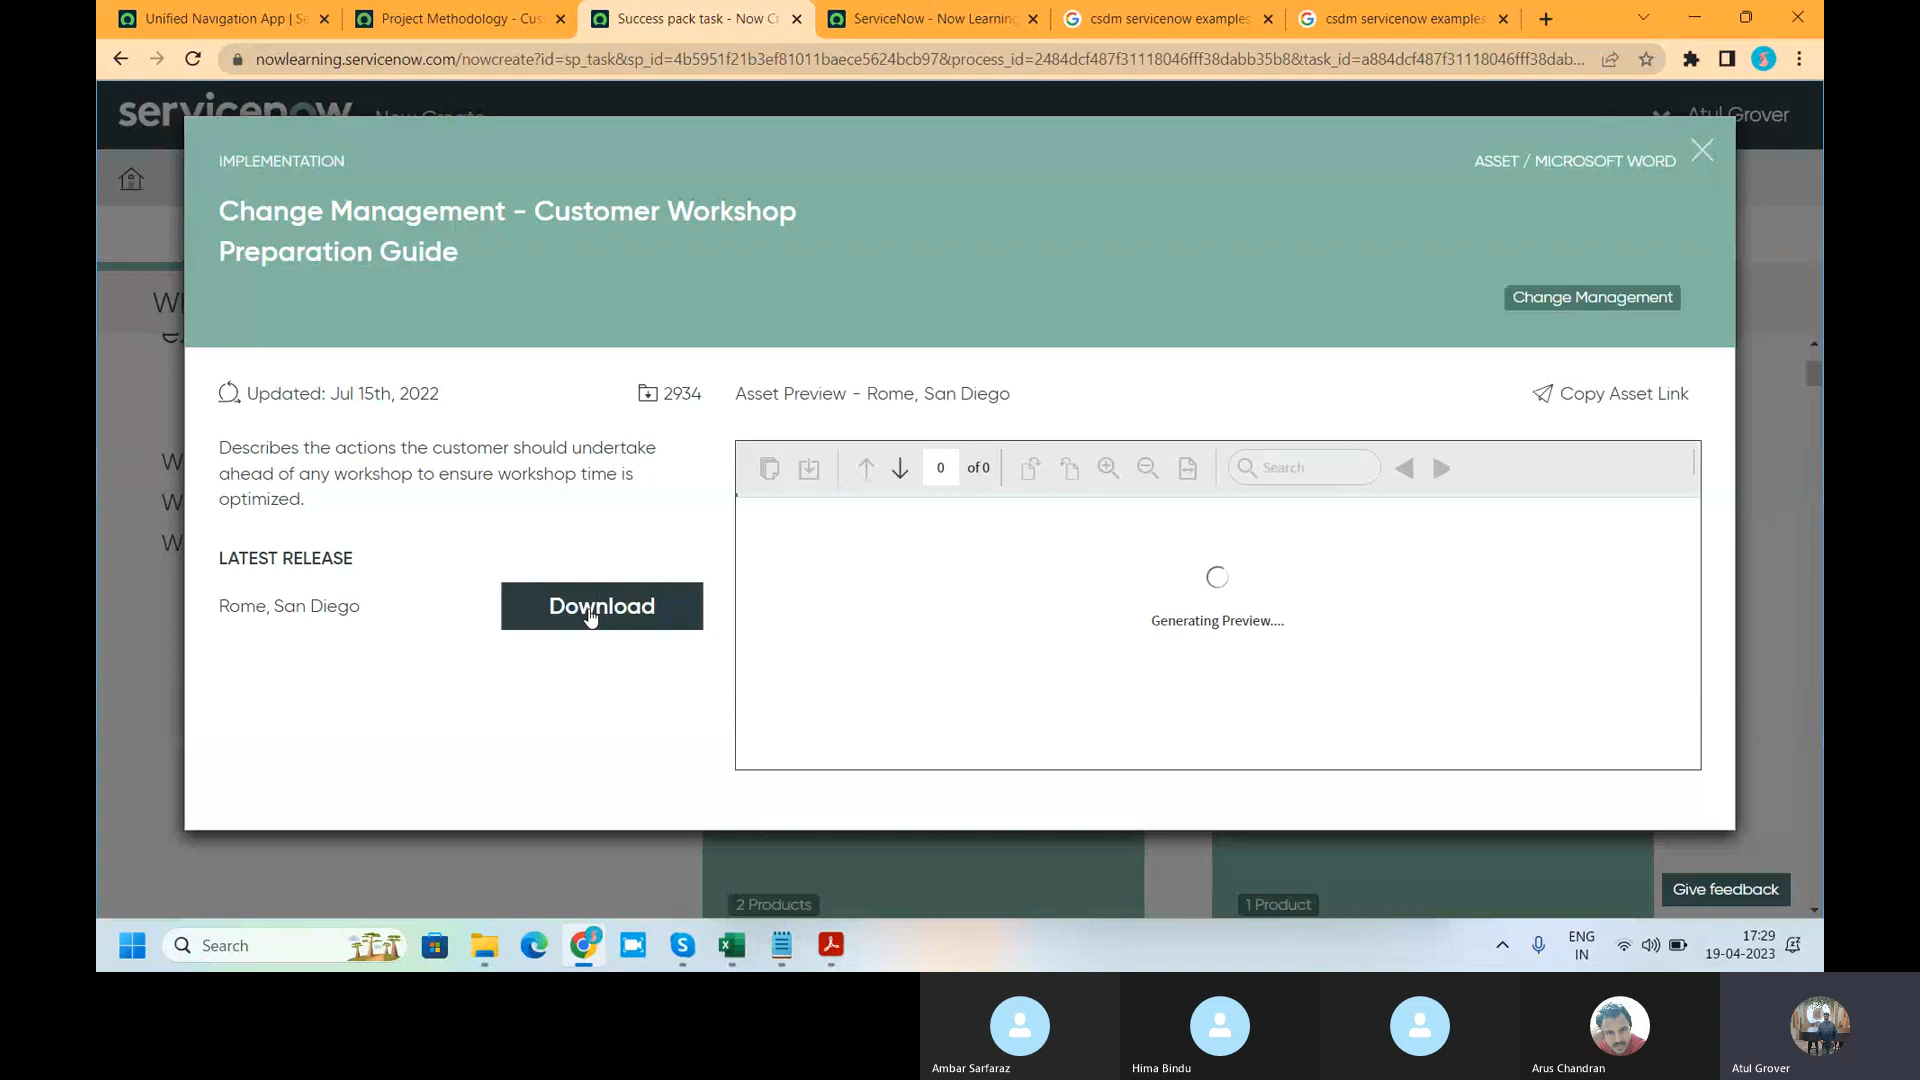 Unified Navigation App | Se
Project Methodology - Cus
Success pack task - Now Cr
ServiceNow - Now Learning
csdm servicenow examples
csdm servicenow examples
nowlearning.servicenow.com/nowcreate?id=sp_task&sp_id=4b5951f21b3ef81011baece5624bcb97&process_id=2484dcf487f31118046fff38dabb35b8&task_id=a884dcf487f31118046fff38dab...
servicenow
Now Create
Atul Grover
IMPLEMENTATION
ASSET / MICROSOFT WORD
Change Management - Customer Workshop
Preparation Guide
Change Management
Updated: Jul 15th, 2022
2934
Asset Preview - Rome, San Diego
Copy Asset Link
Describes the actions the customer should undertake
ahead of any workshop to ensure workshop time is
optimized.
0 of 0
Search
LATEST RELEASE
Rome, San Diego
Download
Generating Preview....
2 Products
1 Product
Give feedback
Search
ENG
IN
17:29
19-04-2023
Ambar Sarfaraz
Hima Bindu
Arus Chandran
Atul Grover